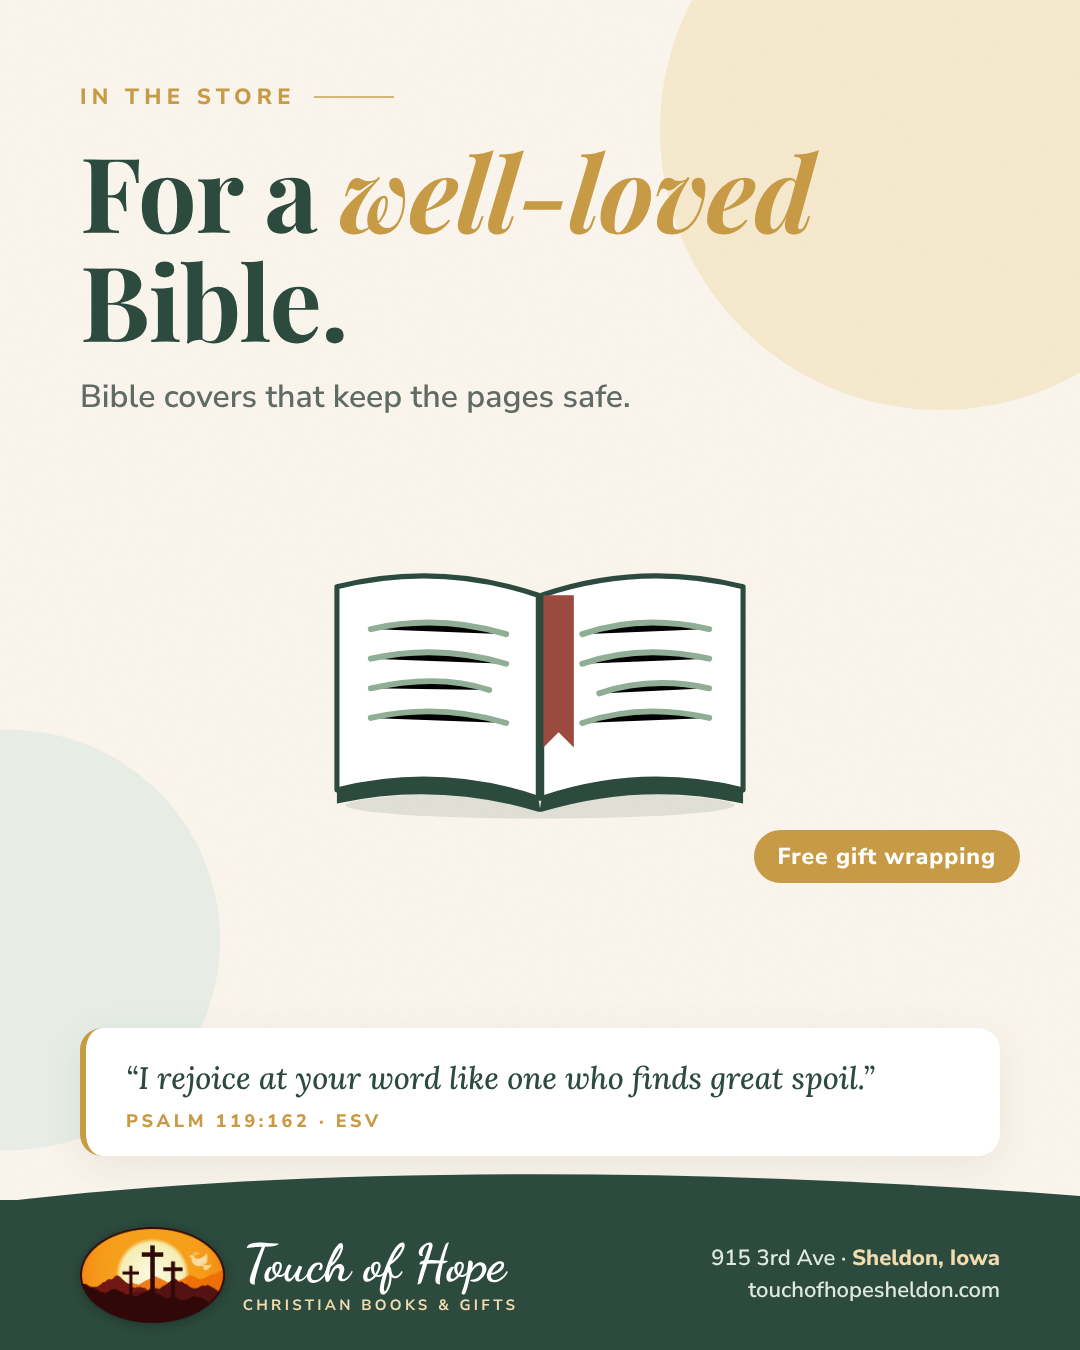 IN THE STORE
For a well-loved
Bible.
Bible covers that keep the pages safe.
Free gift wrapping
“I rejoice at your word like one who finds great spoil.”
PSALM 119:162 · ESV
Touch of Hope
CHRISTIAN BOOKS & GIFTS
915 3rd Ave · Sheldon, Iowa
touchofhopesheldon.com